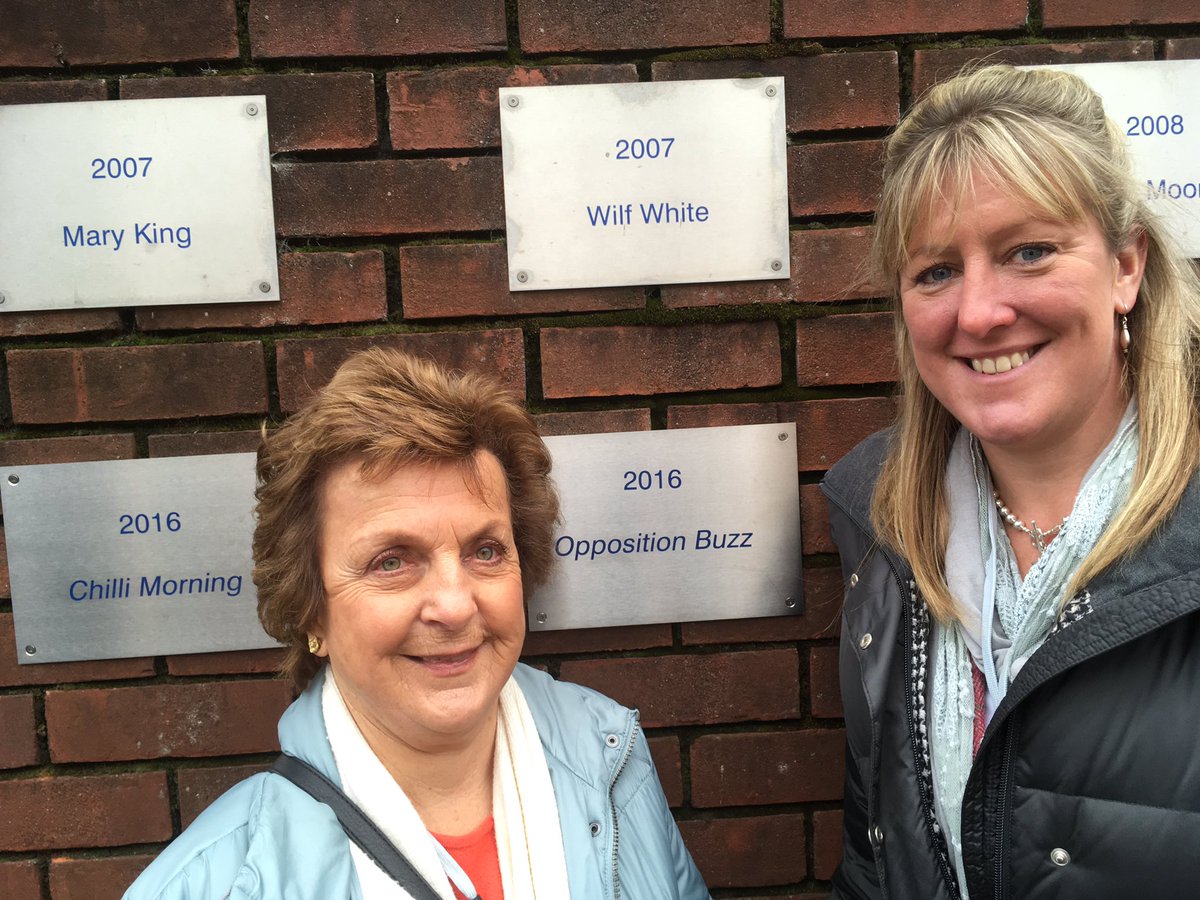 2007
Mary King
2007
Wilf White
2008
2016
Chilli Morning
2016
Opposition Buzz